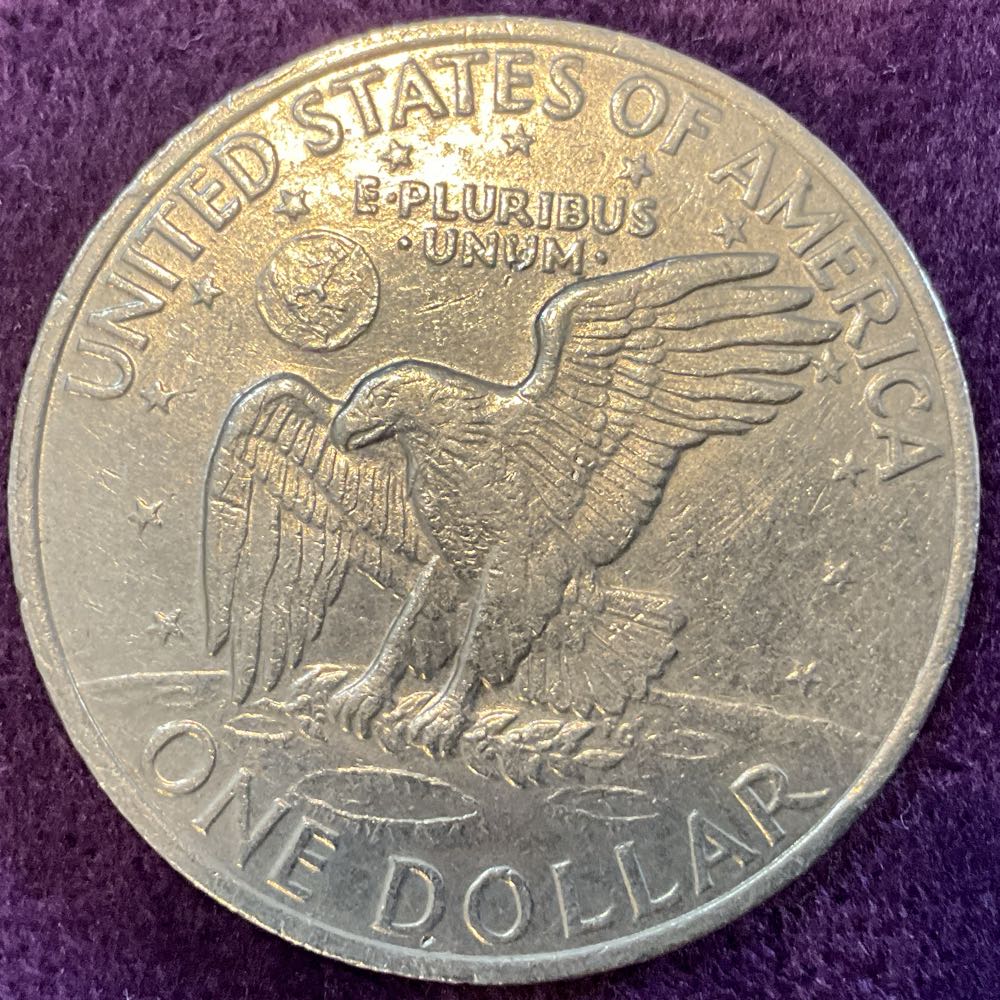 UNITED STATES OF AMERICA
E·PLURIBUS
·UNUM·
ONE DOLLAR